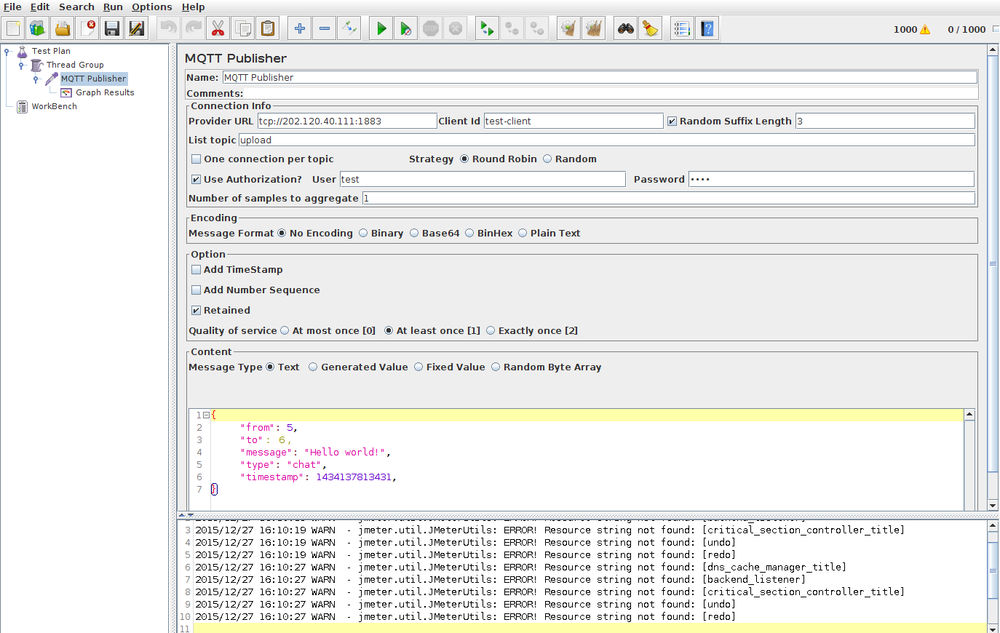 File Edit Search Run Options Help
1000 0 / 1000
Test Plan
Thread Group
MQTT Publisher
Graph Results
WorkBench
MQTT Publisher
Name: MQTT Publisher
Comments:
Connection Info
Provider URL tcp://202.120.40.111:1883 Client Id test-client Random Suffix Length 3
List topic upload
One connection per topic Strategy Round Robin Random
Use Authorization? User test Password ••••
Number of samples to aggregate 1
Encoding
Message Format No Encoding Binary Base64 BinHex Plain Text
Option
Add TimeStamp
Add Number Sequence
Retained
Quality of service At most once [0] At least once [1] Exactly once [2]
Content
Message Type Text Generated Value Fixed Value Random Byte Array
1 {
2 "from": 5,
3 "to": 6,
4 "message": "Hello world!",
5 "type": "chat",
6 "timestamp": 1434137813431,
7 }
3 2015/12/27 16:10:19 WARN - jmeter.util.JMeterUtils: ERROR! Resource string not found: [critical_section_controller_title]
4 2015/12/27 16:10:19 WARN - jmeter.util.JMeterUtils: ERROR! Resource string not found: [undo]
5 2015/12/27 16:10:19 WARN - jmeter.util.JMeterUtils: ERROR! Resource string not found: [redo]
6 2015/12/27 16:10:27 WARN - jmeter.util.JMeterUtils: ERROR! Resource string not found: [dns_cache_manager_title]
7 2015/12/27 16:10:27 WARN - jmeter.util.JMeterUtils: ERROR! Resource string not found: [backend_listener]
8 2015/12/27 16:10:27 WARN - jmeter.util.JMeterUtils: ERROR! Resource string not found: [critical_section_controller_title]
9 2015/12/27 16:10:27 WARN - jmeter.util.JMeterUtils: ERROR! Resource string not found: [undo]
10 2015/12/27 16:10:27 WARN - jmeter.util.JMeterUtils: ERROR! Resource string not found: [redo]
11